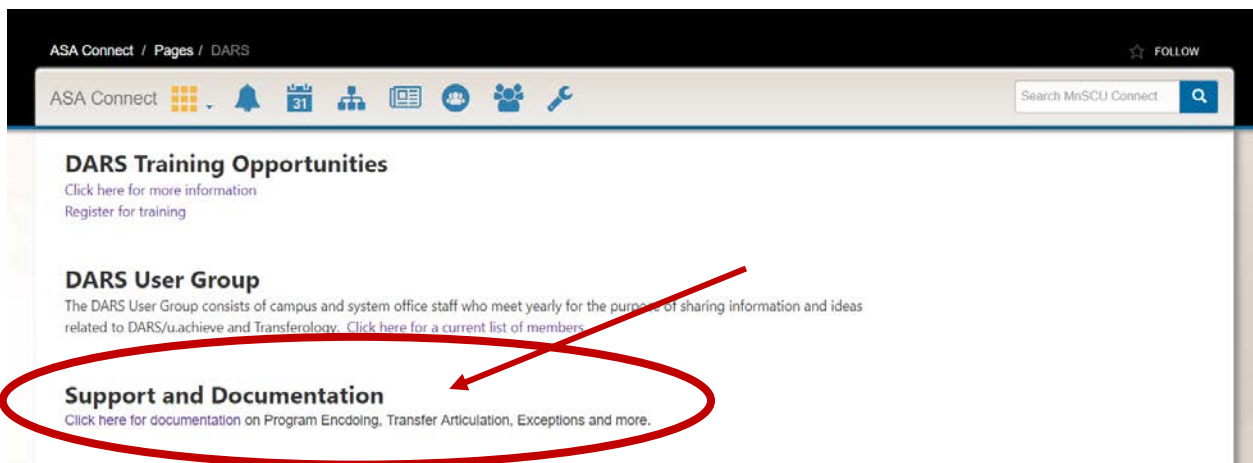 ASA Connect / Pages / DARS
FOLLOW
ASA Connect
31
Search MnSCU Connect
DARS Training Opportunities
Click here for more information
Register for training
DARS User Group
The DARS User Group consists of campus and system office staff who meet yearly for the purpose of sharing information and ideas
related to DARS/u.achieve and Transferology. Click here for a current list of members.
Support and Documentation
Click here for documentation on Program Encdoing, Transfer Articulation, Exceptions and more.